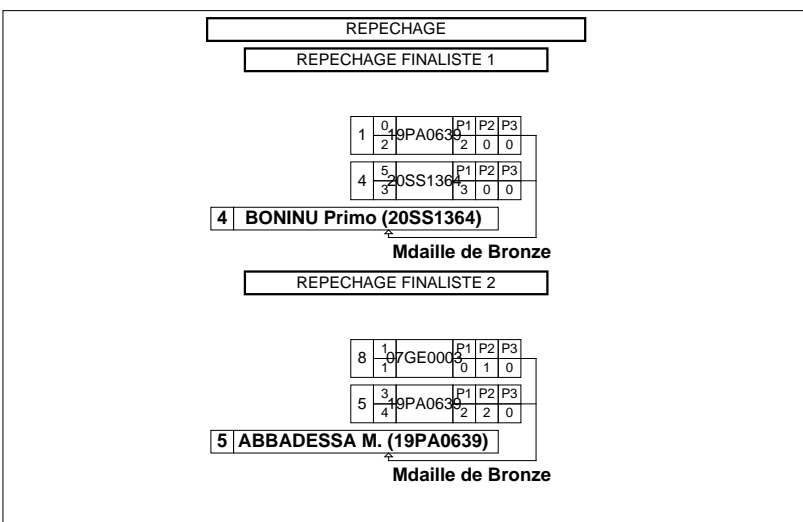 REPECHAGE
REPECHAGE FINALISTE 1
1 0 2 19PA0639 P1 P2 P3 2 0 0
4 5 3 20SS1364 P1 P2 P3 3 0 0
4 BONINU Primo (20SS1364)
Mdaille de Bronze
REPECHAGE FINALISTE 2
8 1 1 07GE0003 P1 P2 P3 0 1 0
5 3 4 19PA0639 P1 P2 P3 2 2 0
5 ABBADESSA M. (19PA0639)
Mdaille de Bronze